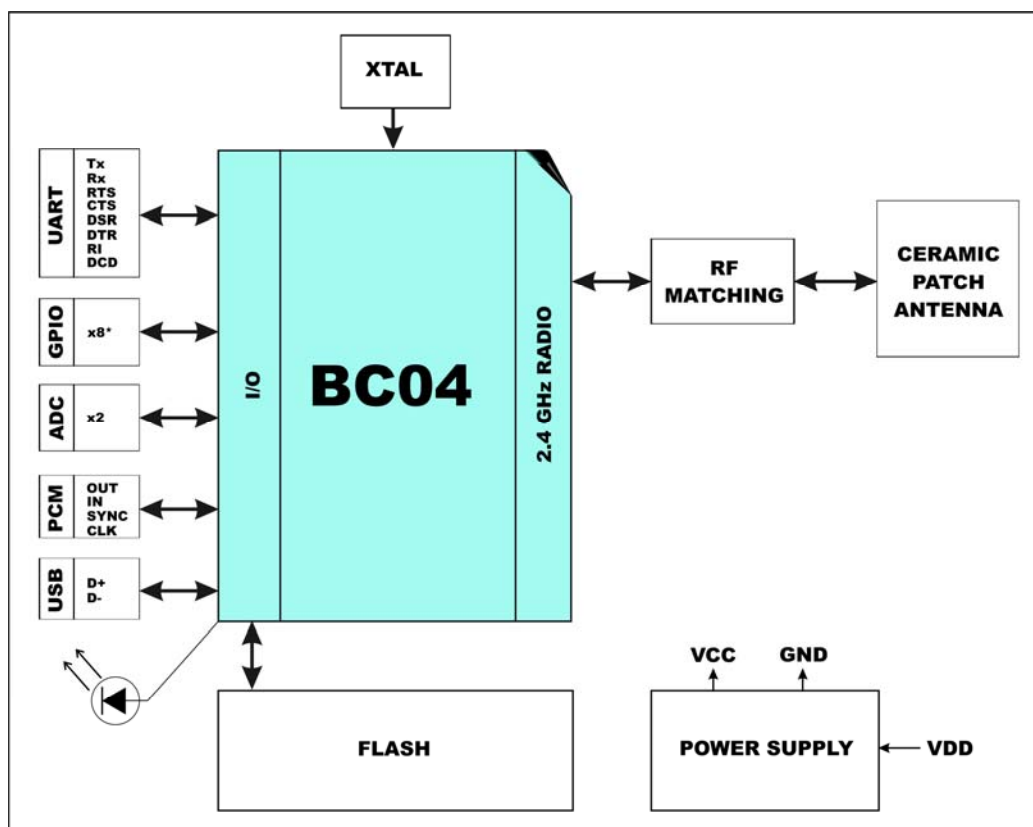 XTAL
UART
Tx
Rx
RTS
CTS
DSR
DTR
RI
DCD
GPIO
x8*
ADC
x2
PCM
OUT
IN
SYNC
CLK
USB
D+
D-
I/O
BC04
2.4 GHz RADIO
RF
MATCHING
CERAMIC
PATCH
ANTENNA
FLASH
VCC
GND
POWER SUPPLY
VDD